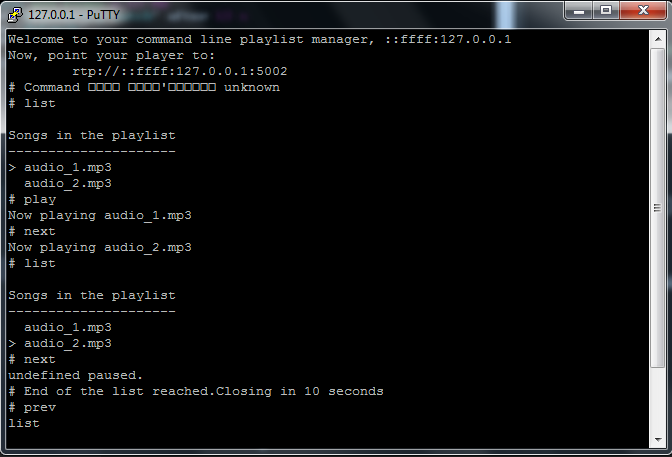 127.0.0.1 - PuTTY
Welcome to your command line playlist manager, ::ffff:127.0.0.1
Now, point your player to:
rtp://::ffff:127.0.0.1:5002
# Command □□□□ □□□□'□□□□□□ unknown
# list
Songs in the playlist
---------------------
> audio_1.mp3
audio_2.mp3
# play
Now playing audio_1.mp3
# next
Now playing audio_2.mp3
# list
Songs in the playlist
---------------------
audio_1.mp3
> audio_2.mp3
# next
undefined paused.
# End of the list reached.Closing in 10 seconds
# prev
list